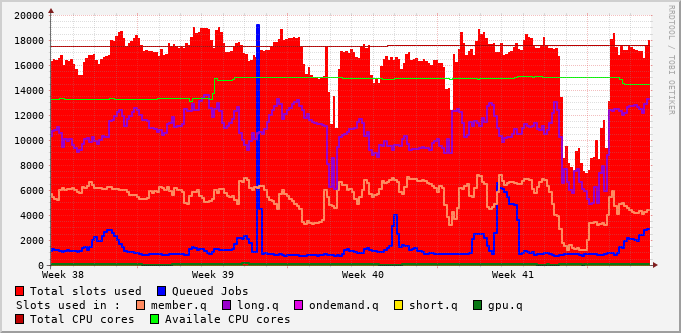 20000
18000
16000
14000
12000
10000
8000
6000
4000
2000
0
Week 38 Week 39 Week 40 Week 41
Total slots used Queued Jobs
Slots used in : member.q long.q ondemand.q short.q gpu.q
Total CPU cores Availale CPU cores
RRDTOOL / TOBI OETIKER